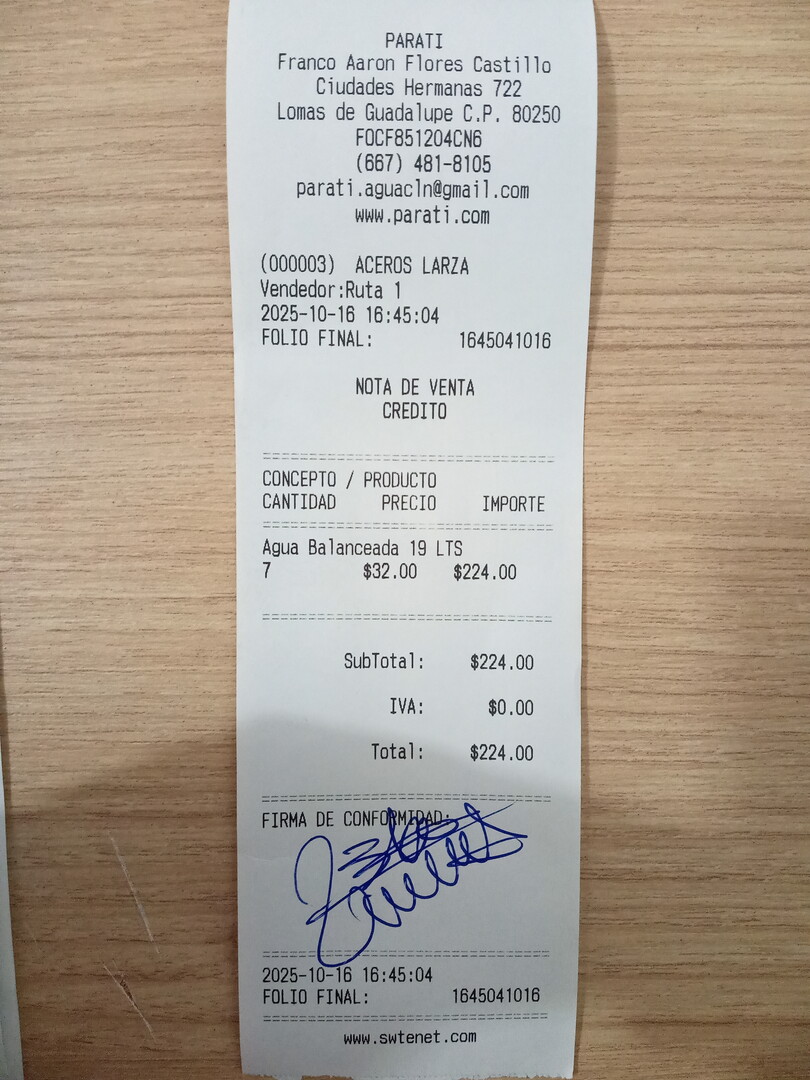 PARATI
Franco Aaron Flores Castillo
Ciudades Hermanas 722
Lomas de Guadalupe C.P. 80250
FOCF851204CN6
(667) 481-8105
parati.aguacln@gmail.com
www.parati.com
(000003) ACEROS LARZA
Vendedor:Ruta 1
2025-10-16 16:45:04
FOLIO FINAL: 1645041016
NOTA DE VENTA
CREDITO
CONCEPTO / PRODUCTO
CANTIDAD PRECIO IMPORTE
Agua Balanceada 19 LTS
7 $32.00 $224.00
SubTotal: $224.00
IVA: $0.00
Total: $224.00
FIRMA DE CONFORMIDAD:
2025-10-16 16:45:04
FOLIO FINAL: 1645041016
www.swtenet.com